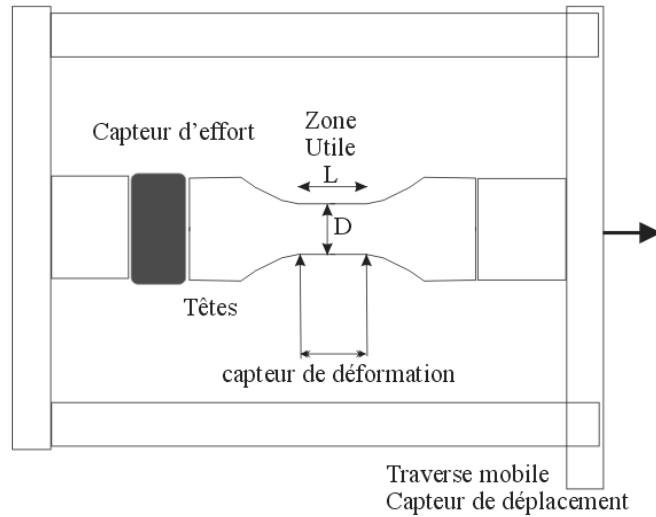 Capteur d'effort
Zone
Utile
L
D
Têtes
capteur de déformation
Traverse mobile
Capteur de déplacement